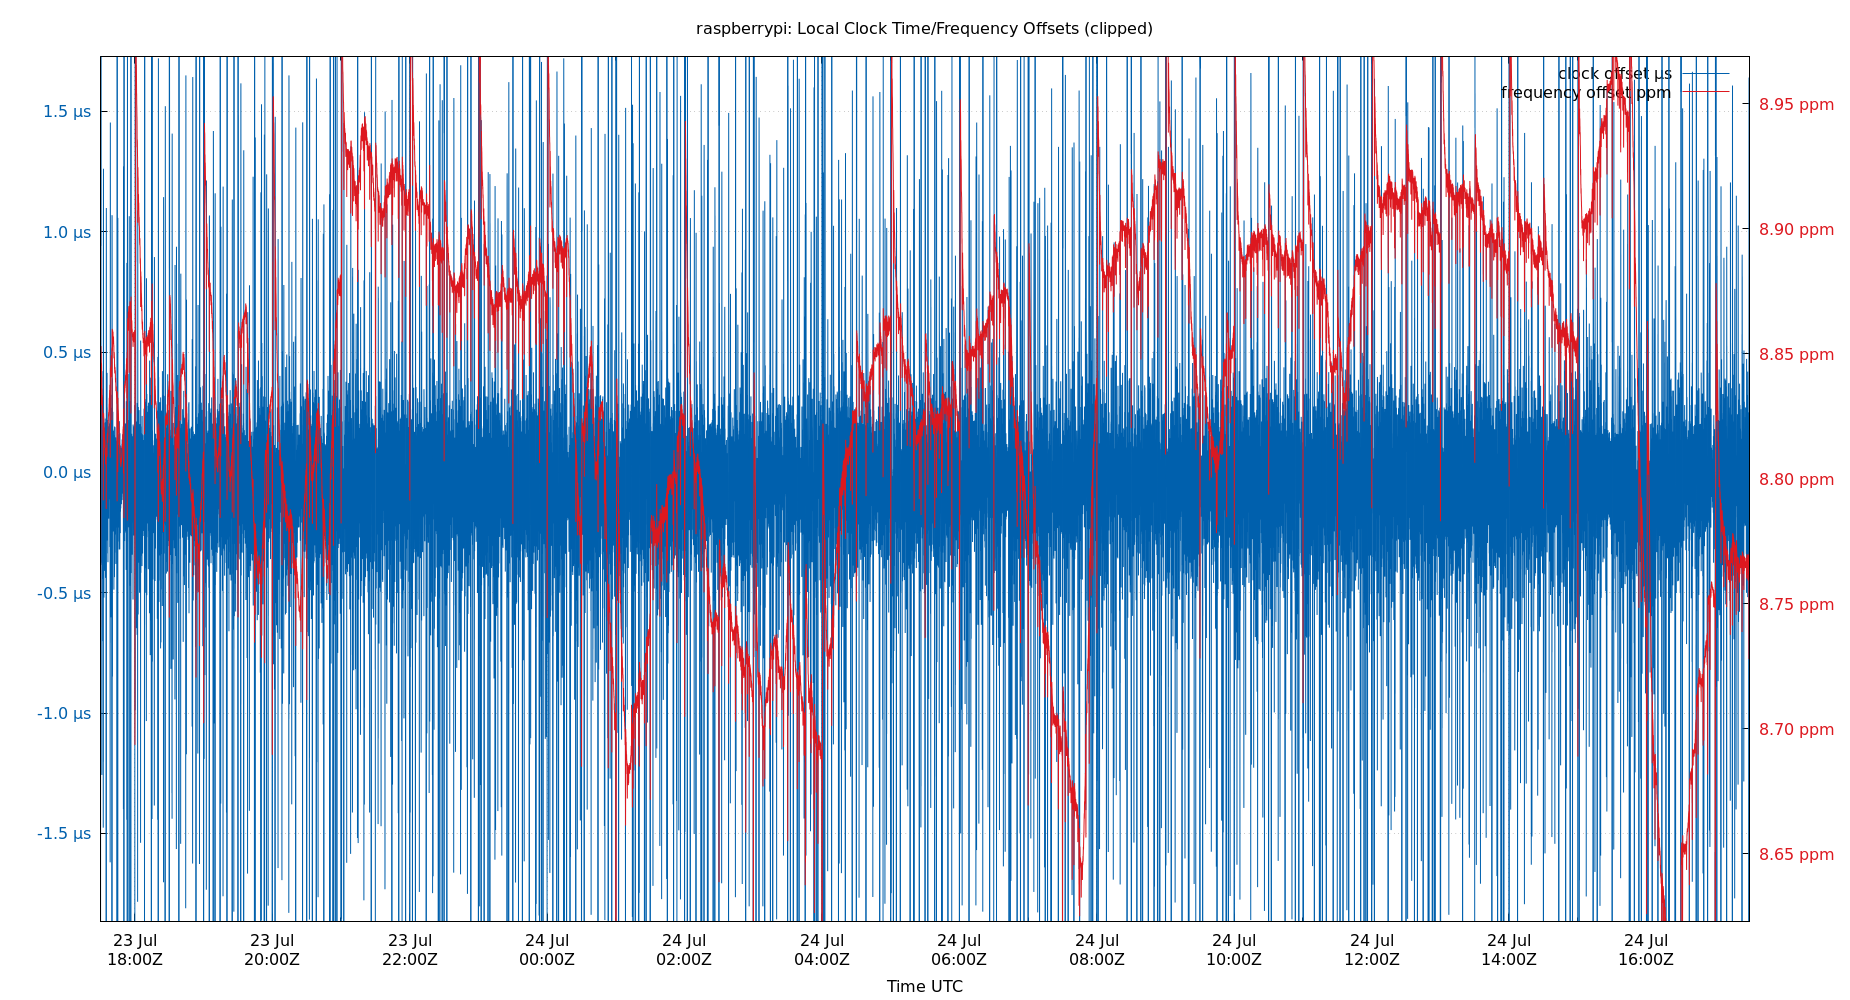 raspberrypi: Local Clock Time/Frequency Offsets (clipped)
clock offset µs
frequency offset ppm
1.5 µs
1.0 µs
0.5 µs
0.0 µs
-0.5 µs
-1.0 µs
-1.5 µs
8.95 ppm
8.90 ppm
8.85 ppm
8.80 ppm
8.75 ppm
8.70 ppm
8.65 ppm
23 Jul 23 Jul 23 Jul 24 Jul 24 Jul 24 Jul 24 Jul 24 Jul 24 Jul 24 Jul 24 Jul 24 Jul
18:00Z 20:00Z 22:00Z 00:00Z 02:00Z 04:00Z 06:00Z 08:00Z 10:00Z 12:00Z 14:00Z 16:00Z
Time UTC